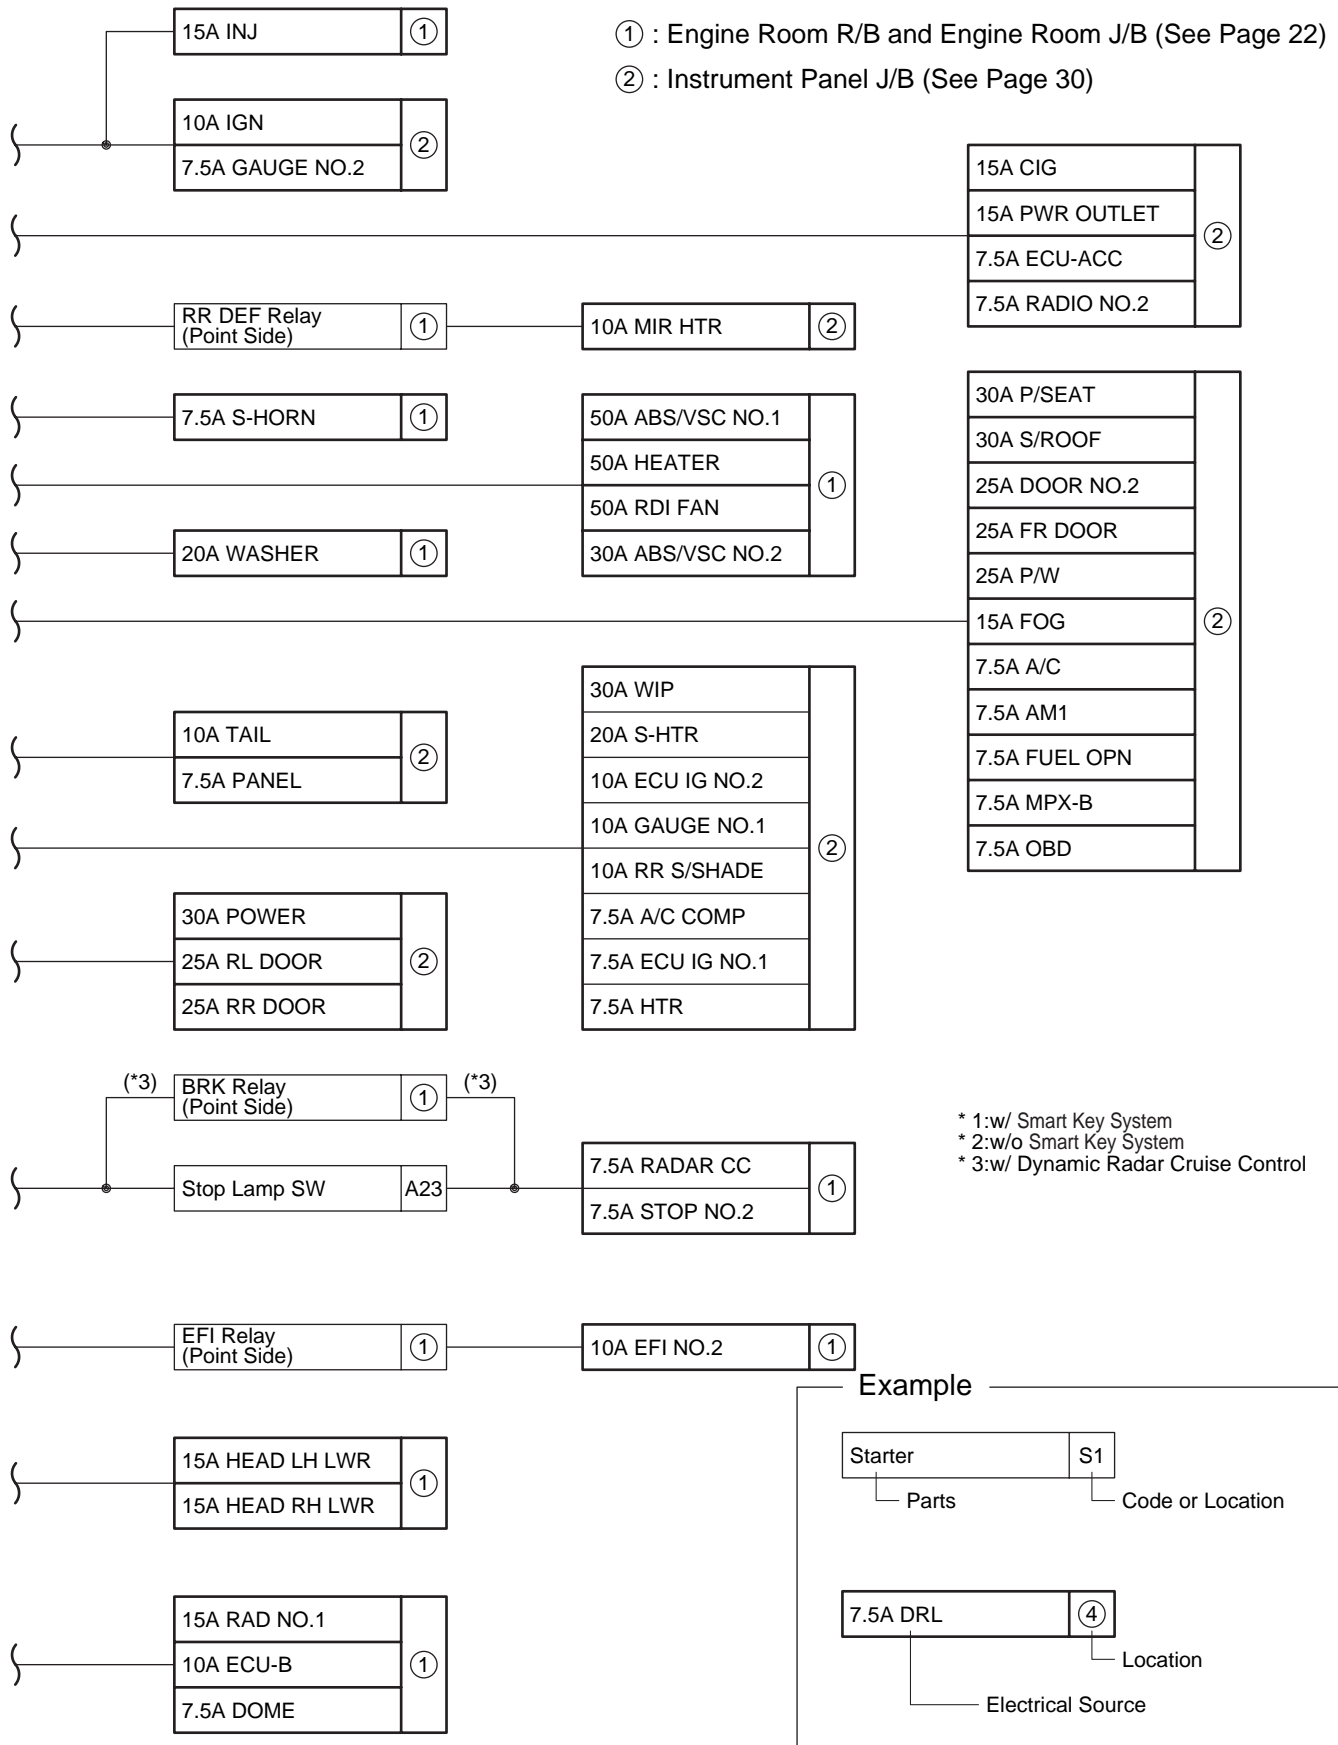 15A INJ
①
① : Engine Room R/B and Engine Room J/B (See Page 22)
② : Instrument Panel J/B (See Page 30)
10A IGN
7.5A GAUGE NO.2
②
15A CIG
15A PWR OUTLET
7.5A ECU-ACC
7.5A RADIO NO.2
②
RR DEF Relay
(Point Side)
①
10A MIR HTR
②
7.5A S-HORN
①
50A ABS/VSC NO.1
50A HEATER
50A RDI FAN
30A ABS/VSC NO.2
①
20A WASHER
①
30A P/SEAT
30A S/ROOF
25A DOOR NO.2
25A FR DOOR
25A P/W
15A FOG
7.5A A/C
7.5A AM1
7.5A FUEL OPN
7.5A MPX-B
7.5A OBD
②
10A TAIL
7.5A PANEL
②
30A WIP
20A S-HTR
10A ECU IG NO.2
10A GAUGE NO.1
10A RR S/SHADE
7.5A A/C COMP
7.5A ECU IG NO.1
7.5A HTR
②
30A POWER
25A RL DOOR
25A RR DOOR
②
(*3)
BRK Relay
(Point Side)
①
(*3)
Stop Lamp SW
A23
7.5A RADAR CC
7.5A STOP NO.2
①
* 1:w/ Smart Key System
* 2:w/o Smart Key System
* 3:w/ Dynamic Radar Cruise Control
EFI Relay
(Point Side)
①
10A EFI NO.2
①
15A HEAD LH LWR
15A HEAD RH LWR
①
15A RAD NO.1
10A ECU-B
7.5A DOME
①
Example
Starter
S1
Parts
Code or Location
7.5A DRL
④
Location
Electrical Source